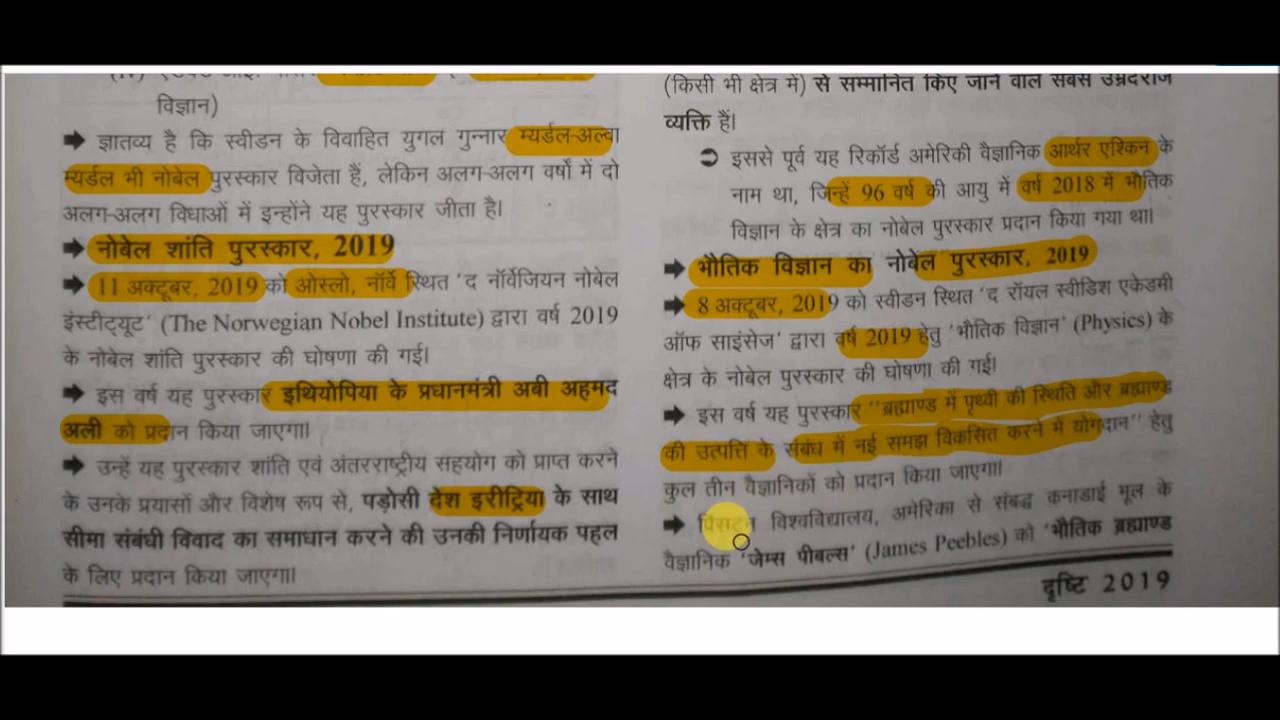 विज्ञान)
➡ ज्ञातव्य है कि स्वीडन के विवाहित युगल गुन्नार म्यर्डल-अल्वा
म्यर्डल भी नोबेल पुरस्कार विजेता हैं, लेकिन अलग-अलग वर्षों में दो
अलग-अलग विधाओं में इन्होंने यह पुरस्कार जीता है।
➡ नोबेल शांति पुरस्कार, 2019
➡ 11 अक्टूबर, 2019 को ओस्लो, नॉर्वे स्थित 'द नॉर्वेजियन नोबेल
इंस्टीट्यूट' (The Norwegian Nobel Institute) द्वारा वर्ष 2019
के नोबेल शांति पुरस्कार की घोषणा की गई।
➡ इस वर्ष यह पुरस्कार इथियोपिया के प्रधानमंत्री अबी अहमद
अली को प्रदान किया जाएगा।
➡ उन्हें यह पुरस्कार शांति एवं अंतरराष्ट्रीय सहयोग को प्राप्त करने
के उनके प्रयासों और विशेष रूप से, पड़ोसी देश इरीट्रिया के साथ
सीमा संबंधी विवाद का समाधान करने की उनकी निर्णायक पहल
के लिए प्रदान किया जाएगा।
(किसी भी क्षेत्र में) से सम्मानित किए जाने वाले सबसे उम्रदराज
व्यक्ति हैं।
➲ इससे पूर्व यह रिकॉर्ड अमेरिकी वैज्ञानिक आर्थर एश्किन के
नाम था, जिन्हें 96 वर्ष की आयु में वर्ष 2018 में भौतिक
विज्ञान के क्षेत्र का नोबेल पुरस्कार प्रदान किया गया था।
➡ भौतिक विज्ञान का नोबेल पुरस्कार, 2019
➡ 8 अक्टूबर, 2019 को स्वीडन स्थित 'द रॉयल स्वीडिश एकेडमी
ऑफ साइंसेज' द्वारा वर्ष 2019 हेतु 'भौतिक विज्ञान' (Physics) के
क्षेत्र के नोबेल पुरस्कार की घोषणा की गई।
➡ इस वर्ष यह पुरस्कार "ब्रह्माण्ड में पृथ्वी की स्थिति और ब्रह्माण्ड
की उत्पत्ति के संबंध में नई समझ विकसित करने में योगदान" हेतु
कुल तीन वैज्ञानिकों को प्रदान किया जाएगा।
➡ प्रिंसटन विश्वविद्यालय, अमेरिका से संबद्ध कनाडाई मूल के
वैज्ञानिक 'जेम्स पीबल्स' (James Peebles) को 'भौतिक ब्रह्माण्ड
दृष्टि 2019